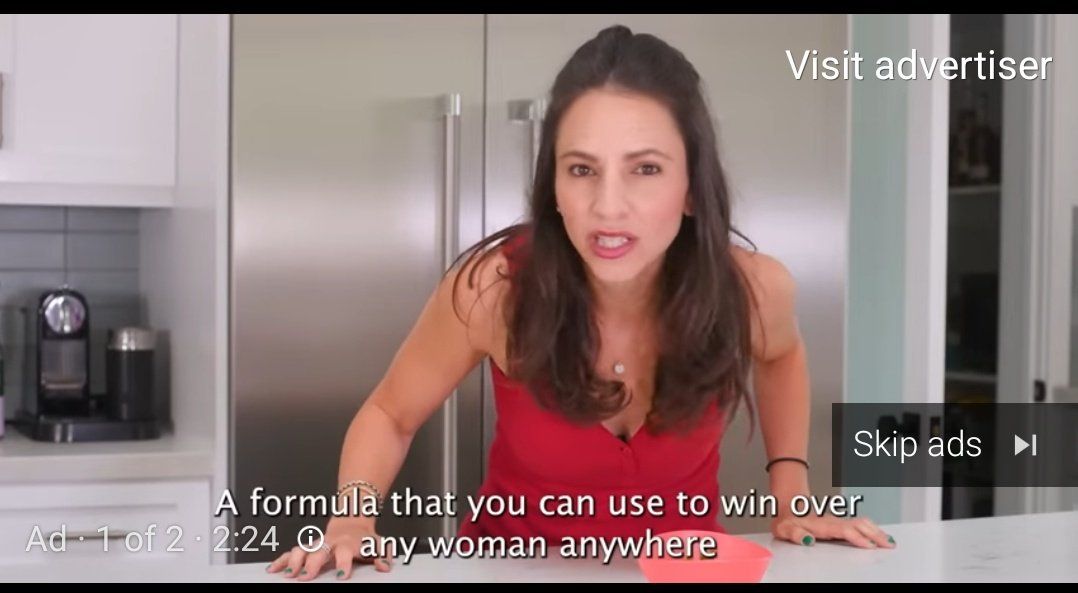 Visit advertiser
Skip ads
A formula that you can use to win over
any woman anywhere
Ad · 1 of 2 · 2:24